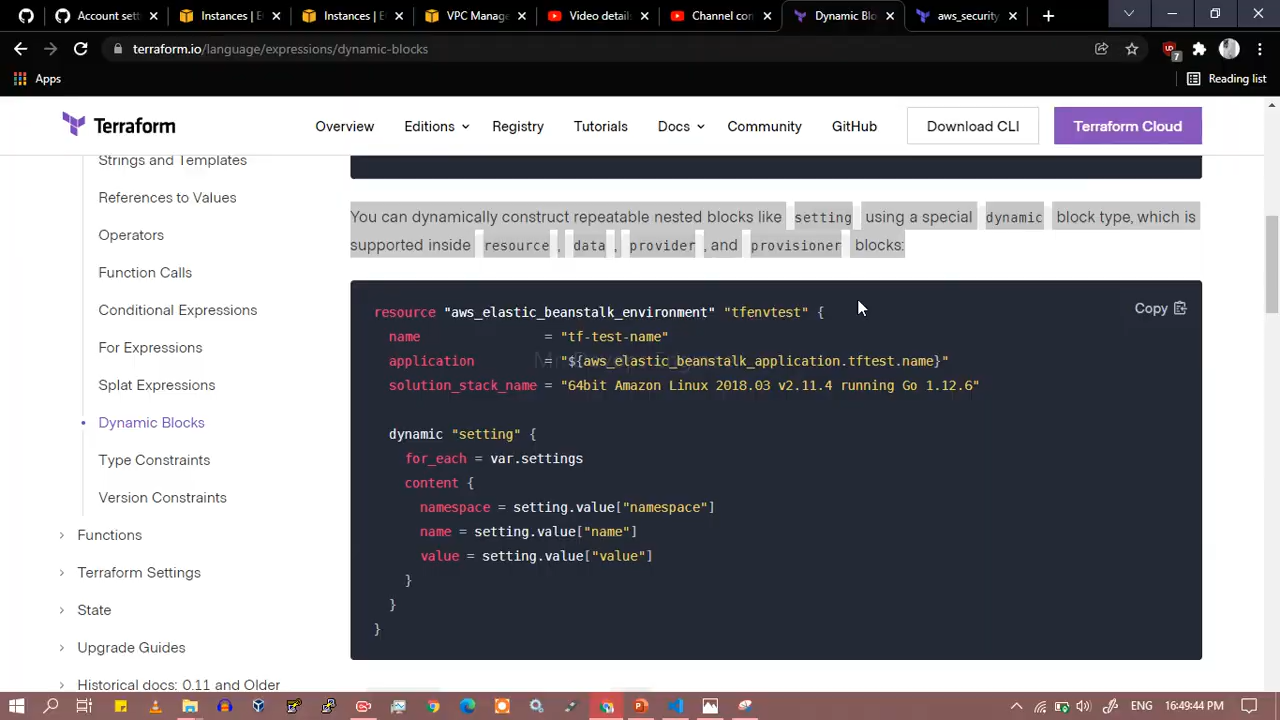 Account sett
Instances | E
Instances | E
VPC Manage
Video details
Channel con
Dynamic Blo
aws_security
terraform.io/language/expressions/dynamic-blocks
7
Apps
Reading list
Terraform
Overview
Editions
Registry
Tutorials
Docs
Community
GitHub
Download CLI
Terraform Cloud
Strings and Templates
References to Values
Operators
Function Calls
Conditional Expressions
For Expressions
Splat Expressions
Dynamic Blocks
Type Constraints
Version Constraints
Functions
Terraform Settings
State
Upgrade Guides
Historical docs: 0.11 and Older
You can dynamically construct repeatable nested blocks like setting using a special dynamic block type, which is
supported inside resource , data , provider , and provisioner blocks:
Copy
resource "aws_elastic_beanstalk_environment" "tfenvtest" {
name = "tf-test-name"
application = "${aws_elastic_beanstalk_application.tftest.name}"
solution_stack_name = "64bit Amazon Linux 2018.03 v2.11.4 running Go 1.12.6"
dynamic "setting" {
for_each = var.settings
content {
namespace = setting.value["namespace"]
name = setting.value["name"]
value = setting.value["value"]
}
}
}
ENG
16:49:44 PM